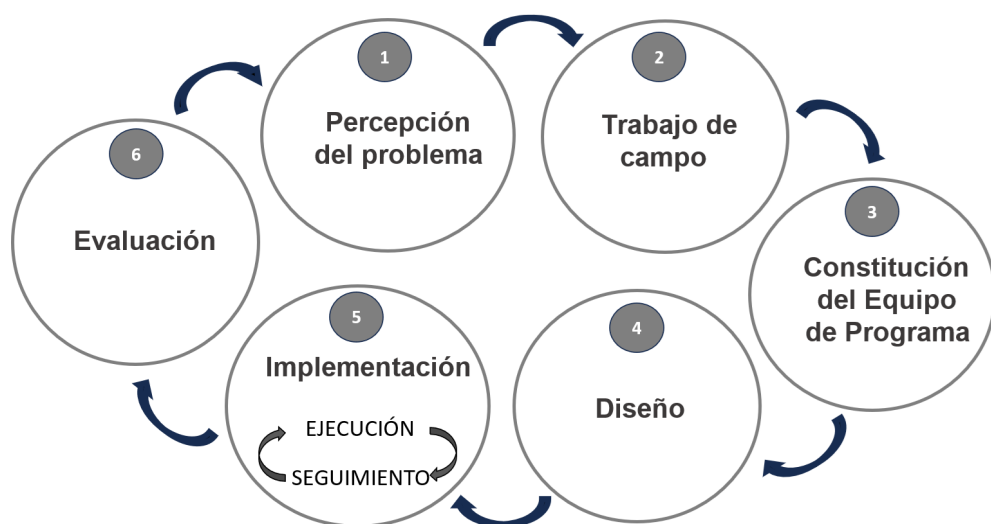 1
Percepción
del problema
2
Trabajo de
campo
3
Constitución
del Equipo
de Programa
4
Diseño
5
Implementación
EJECUCIÓN
SEGUIMIENTO
6
Evaluación